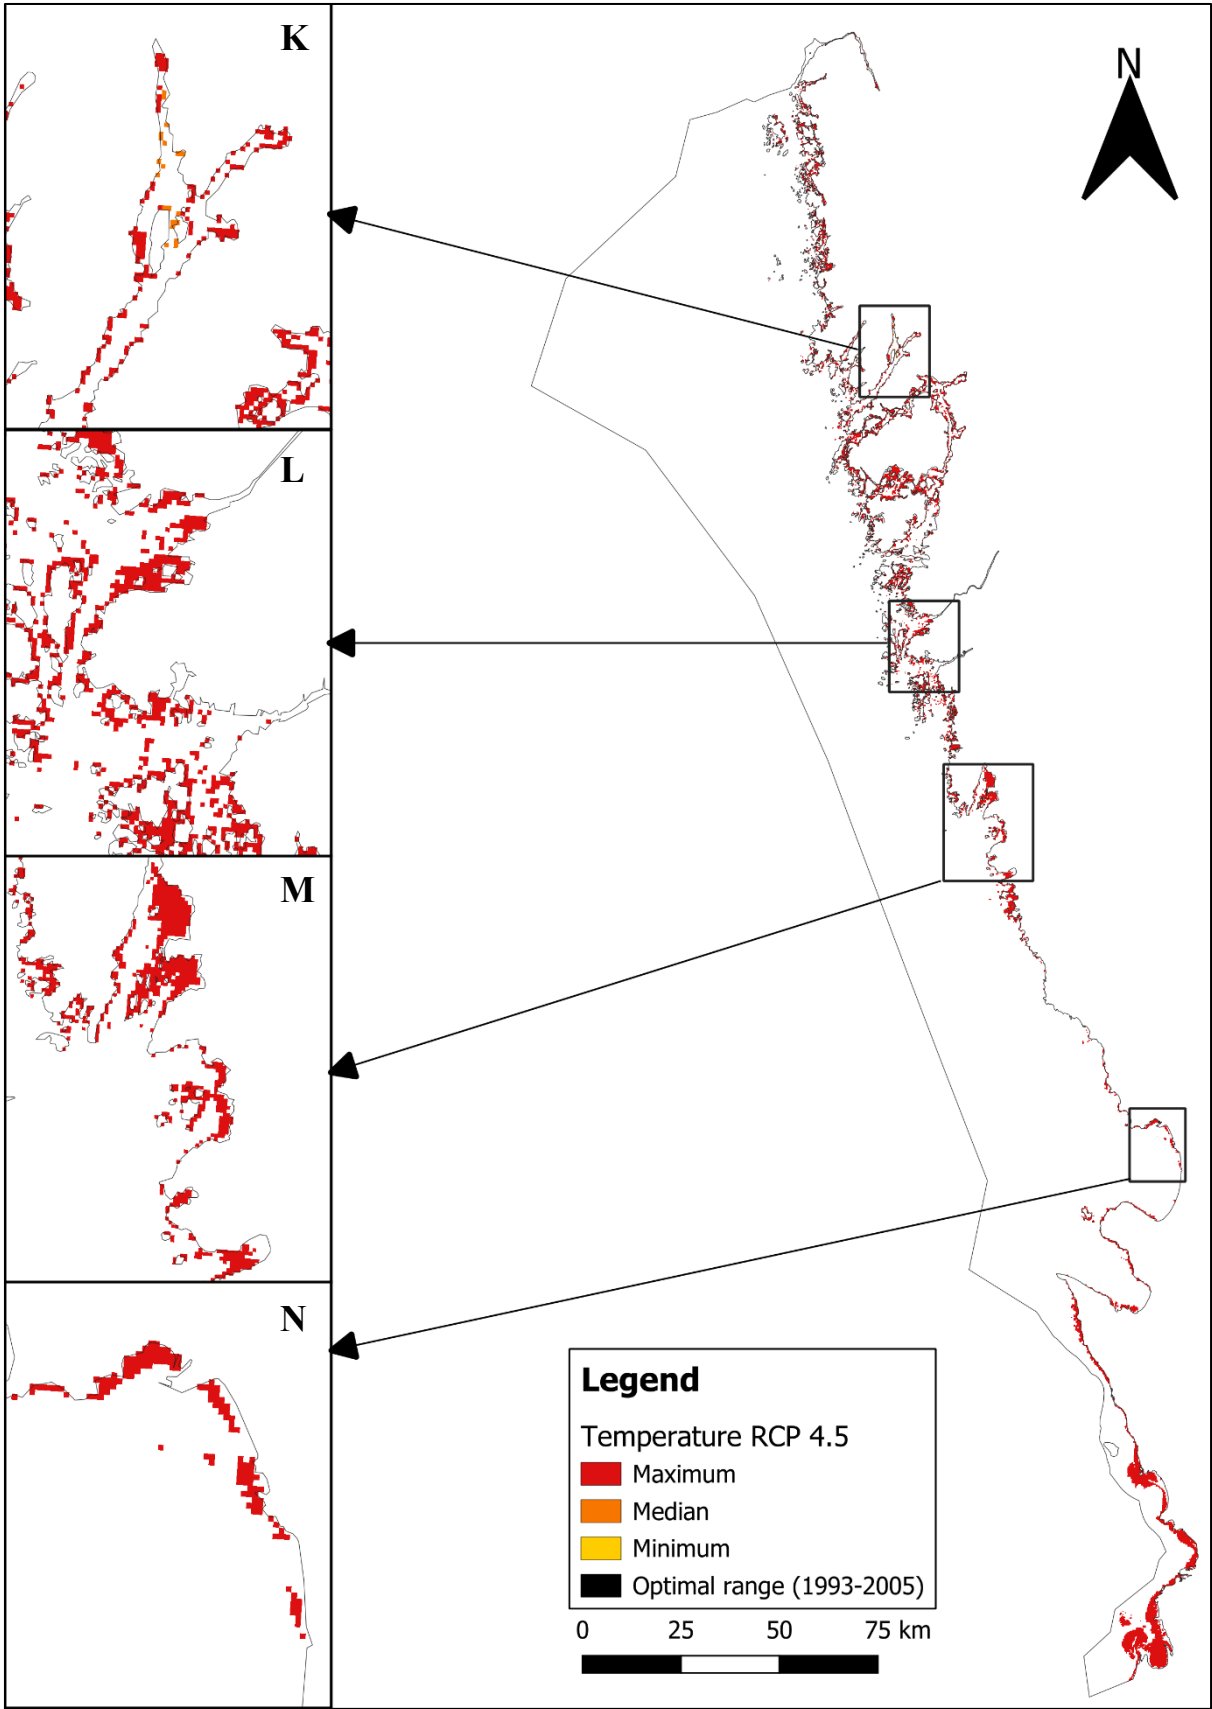 K
N
L
M
N
Legend
Temperature RCP 4.5
Maximum
Median
Minimum
Optimal range (1993-2005)
0 25 50 75 km